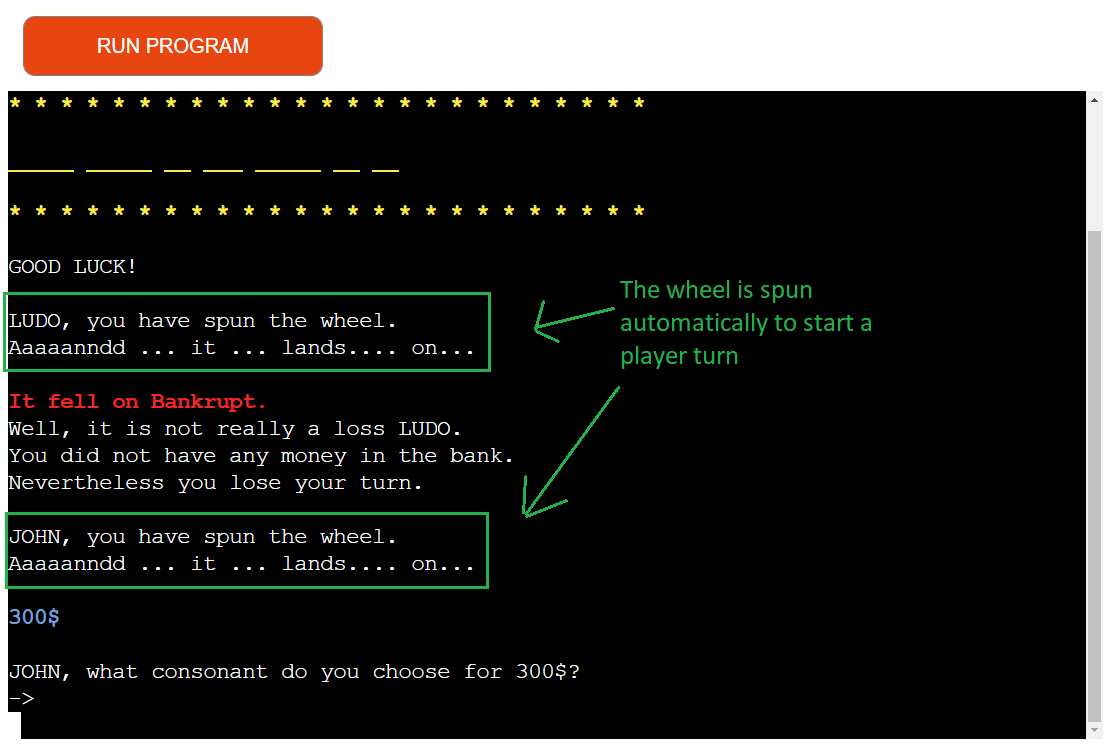 RUN PROGRAM
* * * * * * * * * * * * * * * * * * * * * * * * *
_____ _____ __ ___ _____ __ __
* * * * * * * * * * * * * * * * * * * * * * * * *
GOOD LUCK!
LUDO, you have spun the wheel.
Aaaaanndd ... it ... lands.... on...
It fell on Bankrupt.
Well, it is not really a loss LUDO.
You did not have any money in the bank.
Nevertheless you lose your turn.
JOHN, you have spun the wheel.
Aaaaanndd ... it ... lands.... on...
300$
JOHN, what consonant do you choose for 300$?
->
The wheel is spun
automatically to start a
player turn